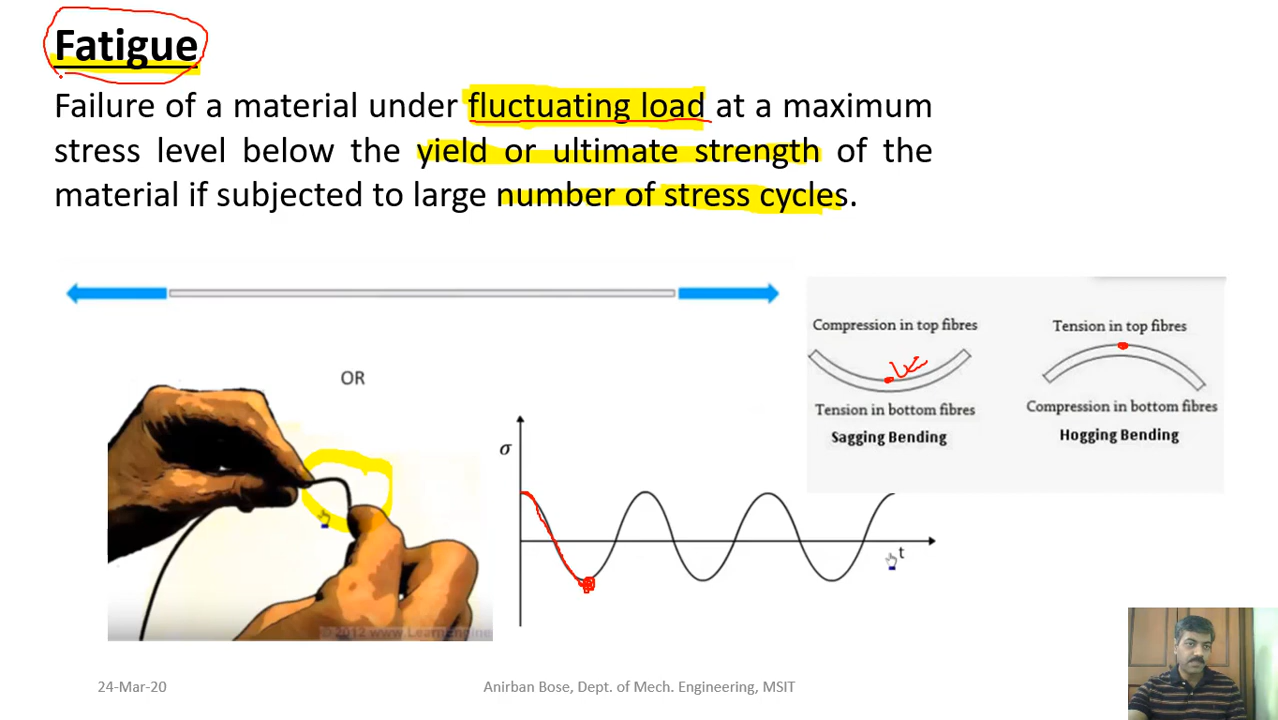 Fatigue
Failure of a material under fluctuating load at a maximum
stress level below the yield or ultimate strength of the
material if subjected to large number of stress cycles.
OR
Compression in top fibres
Tension in bottom fibres
Sagging Bending
Tension in top fibres
Compression in bottom fibres
Hogging Bending
σ
t
© 2012 www.LearnEngine
24-Mar-20
Anirban Bose, Dept. of Mech. Engineering, MSIT